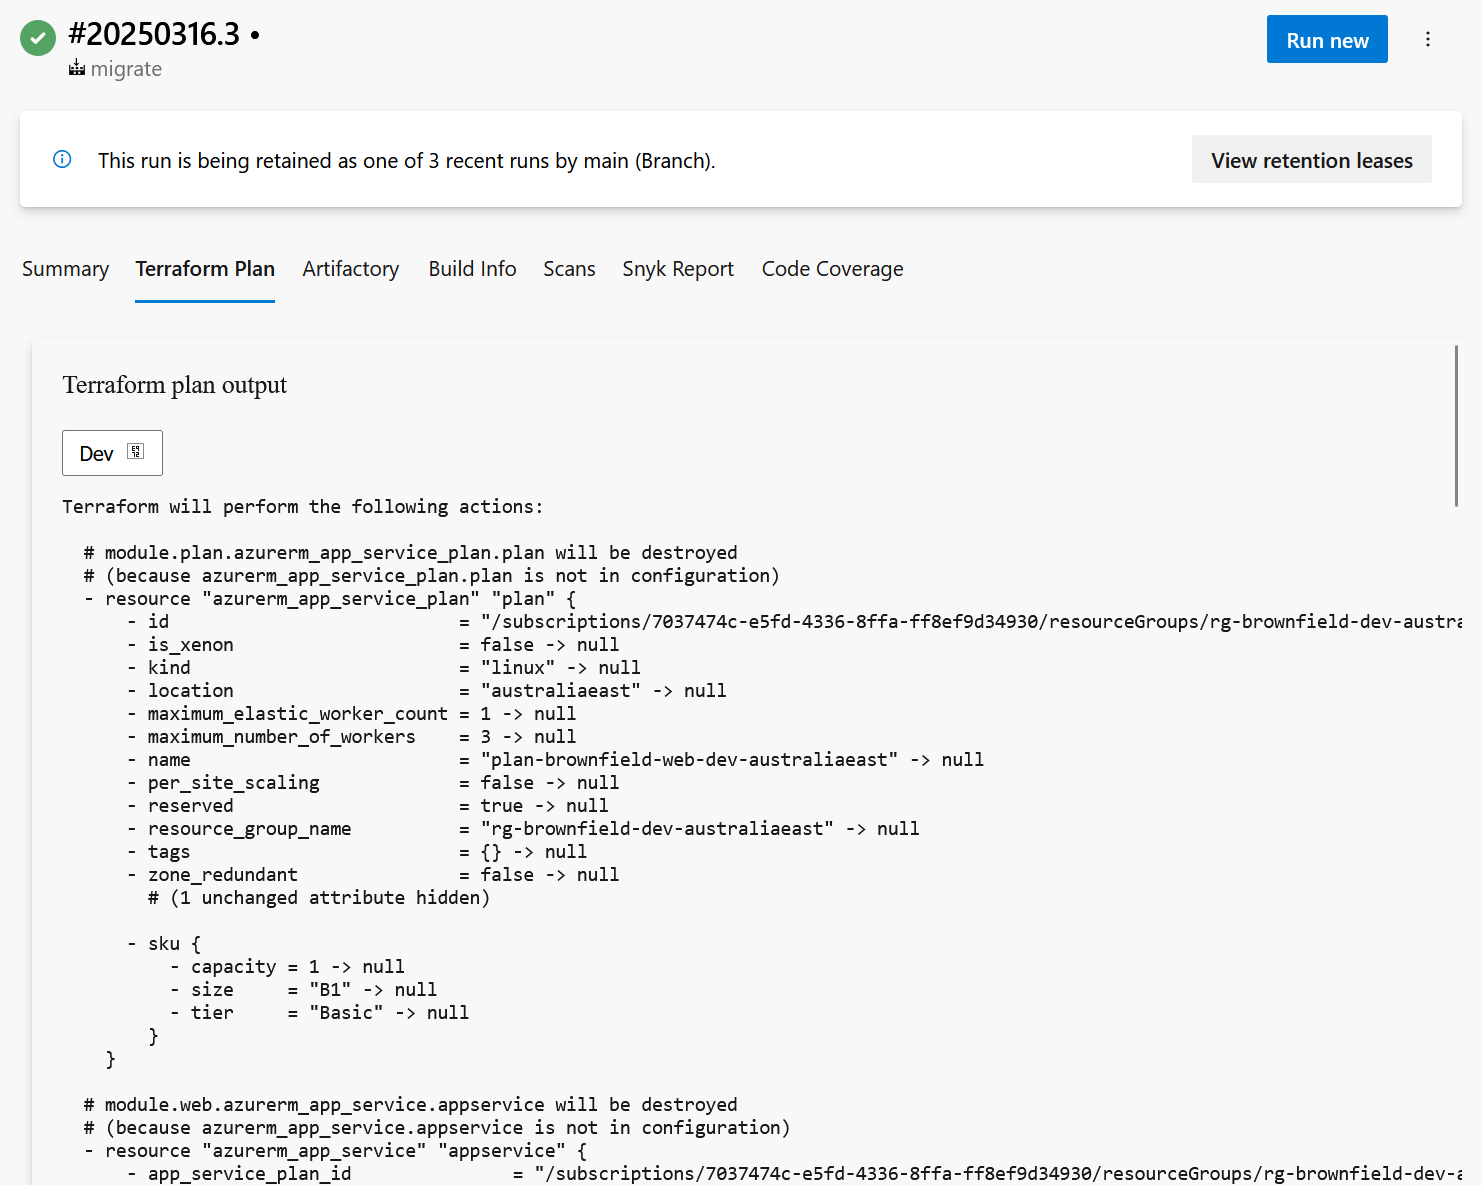 #20250316.3 •
migrate
Run new
This run is being retained as one of 3 recent runs by main (Branch).
View retention leases
Summary Terraform Plan Artifactory Build Info Scans Snyk Report Code Coverage
Terraform plan output
Dev
Terraform will perform the following actions:
# module.plan.azurerm_app_service_plan.plan will be destroyed
# (because azurerm_app_service_plan.plan is not in configuration)
- resource "azurerm_app_service_plan" "plan" {
- id = "/subscriptions/7037474c-e5fd-4336-8ffa-ff8ef9d34930/resourceGroups/rg-brownfield-dev-austra
- is_xenon = false -> null
- kind = "linux" -> null
- location = "australiaeast" -> null
- maximum_elastic_worker_count = 1 -> null
- maximum_number_of_workers = 3 -> null
- name = "plan-brownfield-web-dev-australiaeast" -> null
- per_site_scaling = false -> null
- reserved = true -> null
- resource_group_name = "rg-brownfield-dev-australiaeast" -> null
- tags = {} -> null
- zone_redundant = false -> null
# (1 unchanged attribute hidden)
- sku {
- capacity = 1 -> null
- size = "B1" -> null
- tier = "Basic" -> null
}
}
# module.web.azurerm_app_service.appservice will be destroyed
# (because azurerm_app_service.appservice is not in configuration)
- resource "azurerm_app_service" "appservice" {
- app_service_plan_id = "/subscriptions/7037474c-e5fd-4336-8ffa-ff8ef9d34930/resourceGroups/rg-brownfield-dev-a